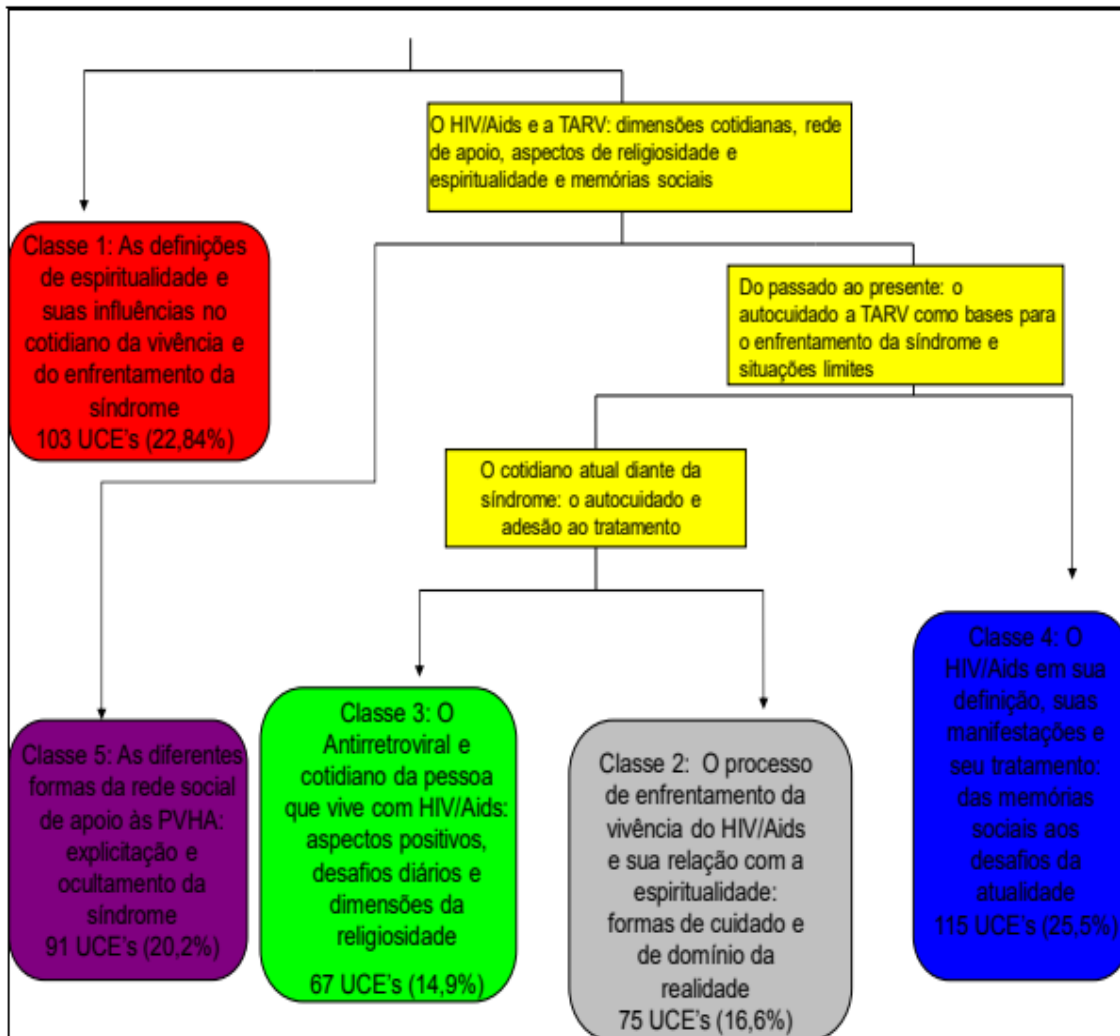 O HIV/Aids e a TARV: dimensões cotidianas, rede
de apoio, aspectos de religiosidade e
espiritualidade e memórias sociais
Classe 1: As definições
de espiritualidade e
suas influências no
cotidiano da vivência e
do enfrentamento da
síndrome
103 UCE's (22,84%)
Do passado ao presente: o
autocuidado a TARV como bases para
o enfrentamento da síndrome e
situações limites
O cotidiano atual diante da
síndrome: o autocuidado e
adesão ao tratamento
Classe 5: As diferentes
formas da rede social
de apoio às PVHA:
explicitação e
ocultamento da
síndrome
91 UCE's (20,2%)
Classe 3: O
Antirretroviral e
cotidiano da pessoa
que vive com HIV/Aids:
aspectos positivos,
desafios diários e
dimensões da
religiosidade
67 UCE's (14,9%)
Classe 2: O processo
de enfrentamento da
vivência do HIV/Aids
e sua relação com a
espiritualidade:
formas de cuidado e
de domínio da
realidade
75 UCE's (16,6%)
Classe 4: O
HIV/Aids em sua
definição, suas
manifestações e
seu tratamento:
das memórias
sociais aos
desafios da
atualidade
115 UCE's (25,5%)